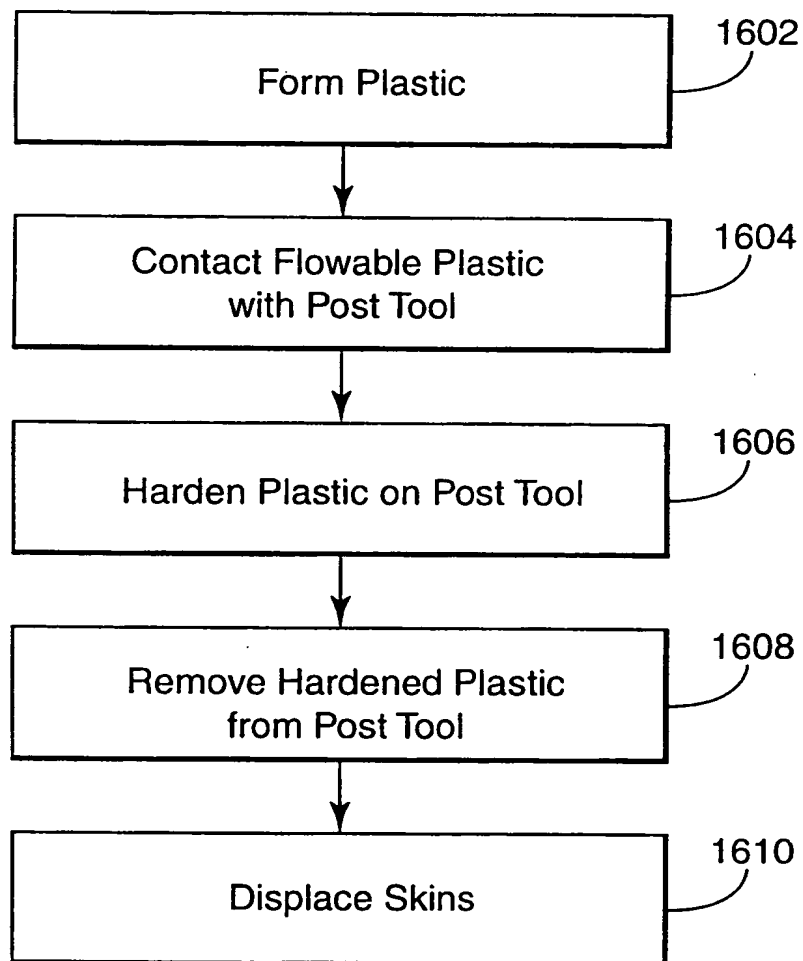 1602
Form Plastic
1604
Contact Flowable Plastic
with Post Tool
1606
Harden Plastic on Post Tool
1608
Remove Hardened Plastic
from Post Tool
1610
Displace Skins